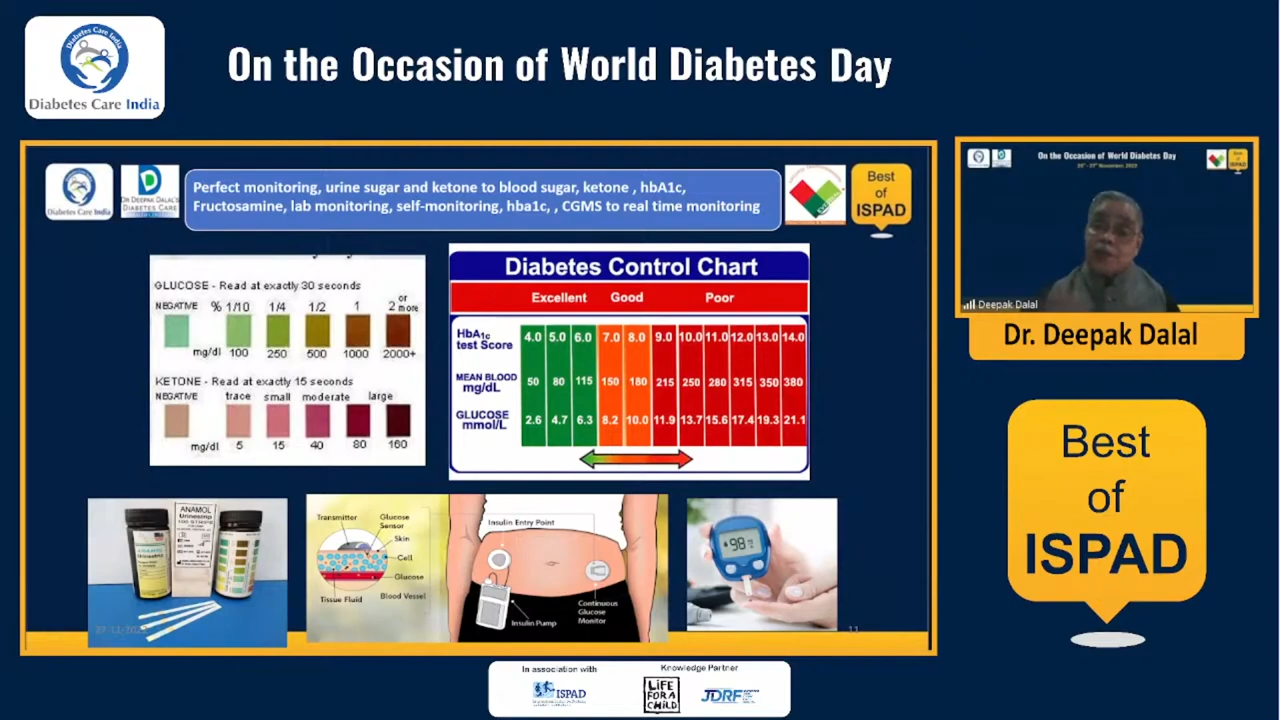 Diabetes Care India
Diabetes Care India
On the Occasion of World Diabetes Day
Diabetes Care India
D
DR DEEPAK DALAL'S
DIABETES CARE
Perfect monitoring, urine sugar and ketone to blood sugar, ketone , hbA1c,
Fructosamine, lab monitoring, self-monitoring, hba1c, , CGMS to real time monitoring
Best
of
ISPAD
GLUCOSE - Read at exactly 30 seconds
NEGATIVE % 1/10 1/4 1/2 1 2 or more
mg/dl 100 250 500 1000 2000+
KETONE - Read at exactly 15 seconds
NEGATIVE trace small moderate large
mg/dl 5 15 40 80 160
Diabetes Control Chart
Excellent Good Poor
HbA1c test Score 4.0 5.0 6.0 7.0 8.0 9.0 10.0 11.0 12.0 13.0 14.0
MEAN BLOOD mg/dL 50 80 115 150 180 215 250 280 315 350 380
GLUCOSE mmol/L 2.6 4.7 6.3 8.2 10.0 11.9 13.7 15.6 17.4 19.3 21.1
ANAMOL
Urinestrip
Transmitter
Glucose
Sensor
Skin
Cell
Glucose
Blood Vessel
Tissue Fluid
Insulin Entry Point
Insulin Pump
Continuous
Glucose
Monitor
98
11
On the Occasion of World Diabetes Day
Best
of
ISPAD
Deepak Dalal
Dr. Deepak Dalal
Best
of
ISPAD
In association with
ISPAD
Knowledge Partner
LiFE
FOR A
CHiLD
JDRF